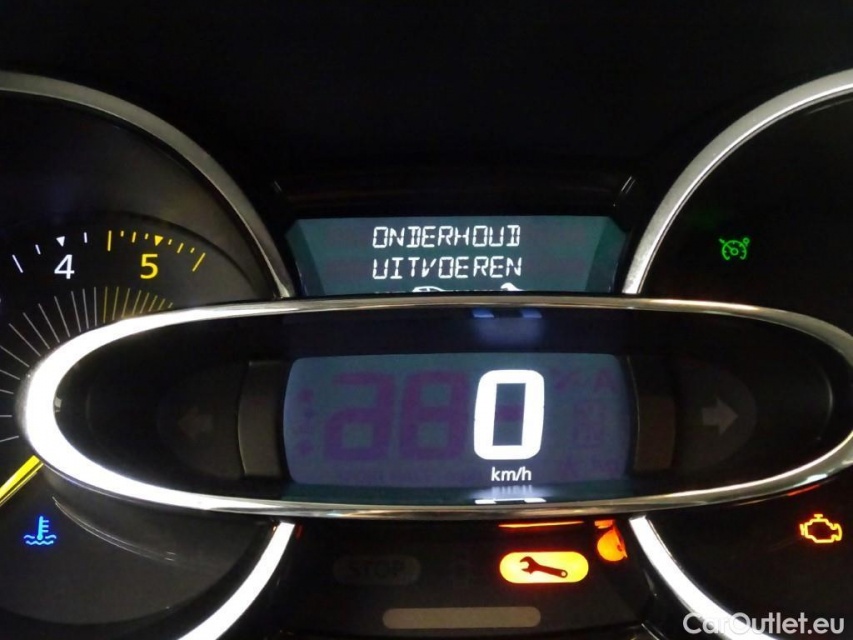 ONDERHOUD
UITVOEREN
4 5
0
km/h
STOP
CarOutlet.eu